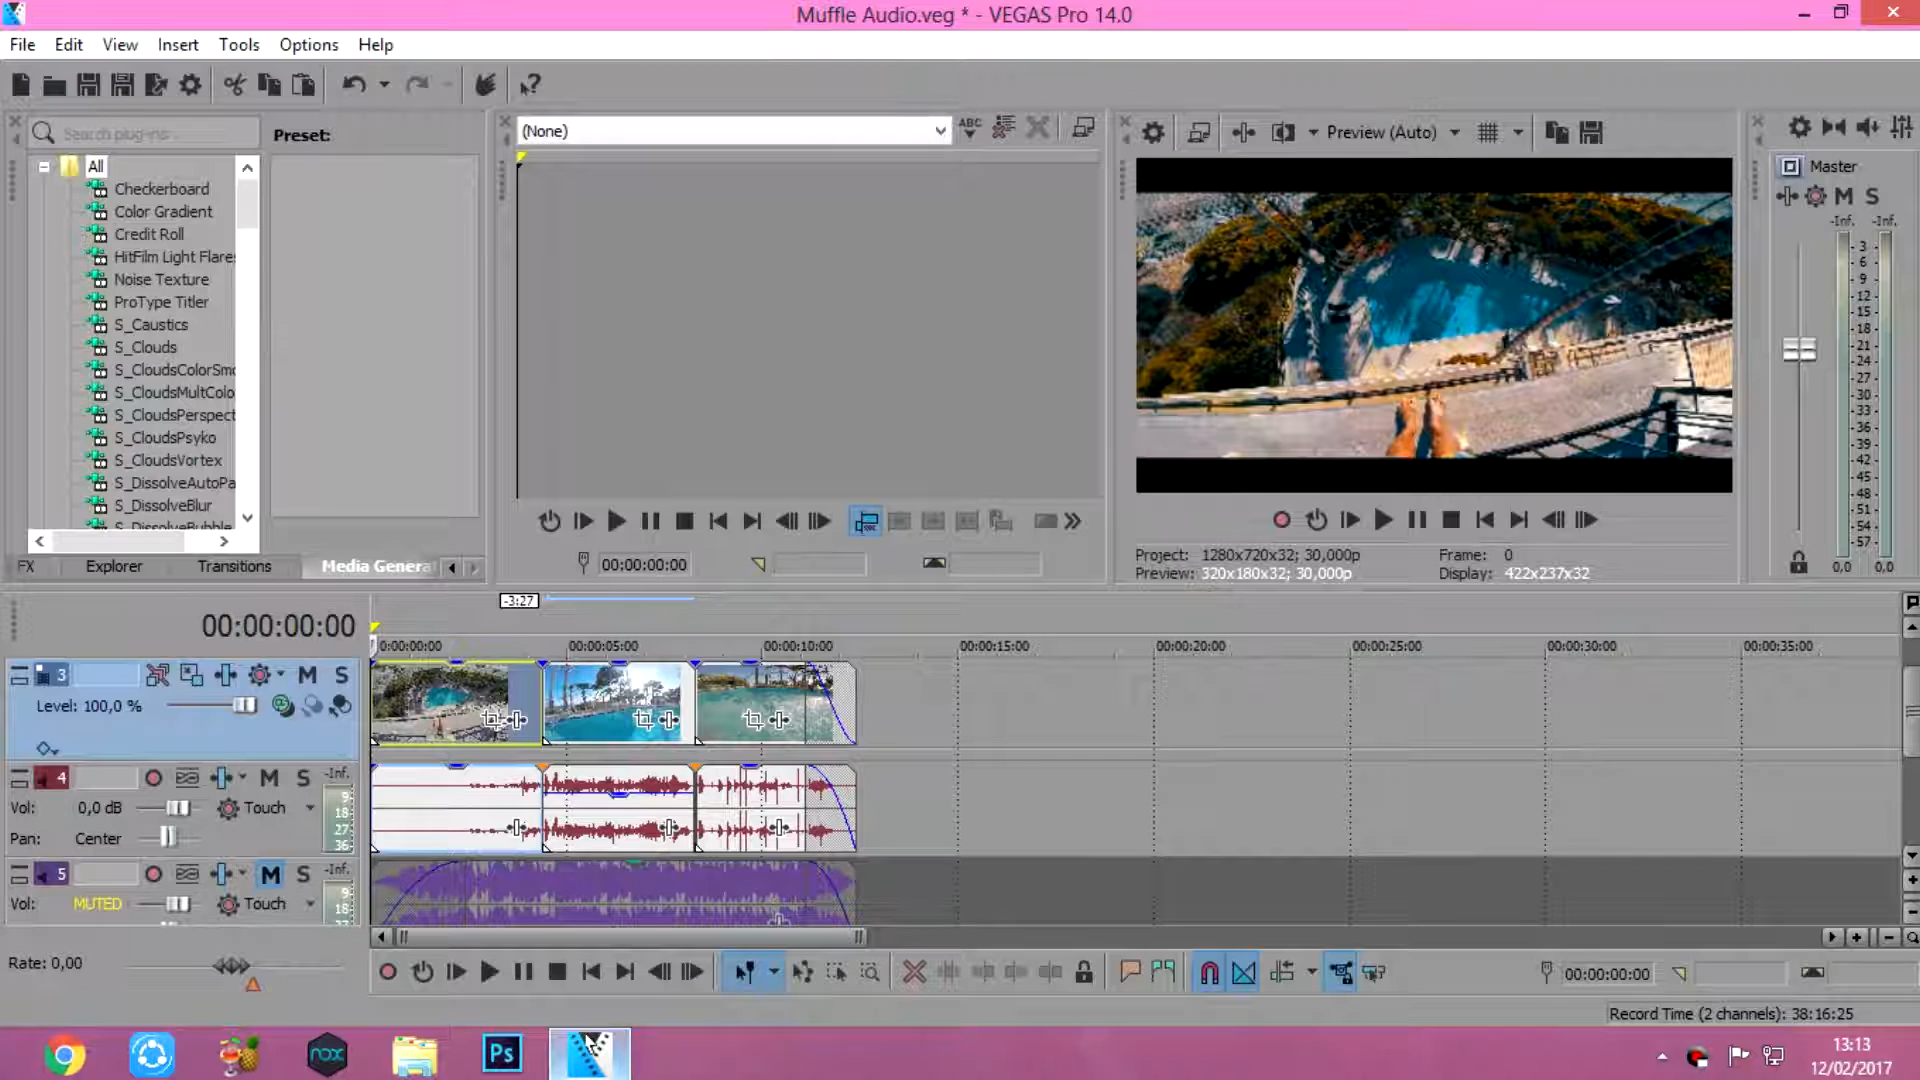 Muffle Audio.veg * - VEGAS Pro 14.0
File Edit View Insert Tools Options Help
Search plug-ins
Preset:
(None)
ABC
Preview (Auto)
Master
M S
-Inf. -Inf.
All
Checkerboard
Color Gradient
Credit Roll
HitFilm Light Flare
Noise Texture
ProType Titler
S_Caustics
S_Clouds
S_CloudsColorSmo
S_CloudsMultColo
S_CloudsPerspect
S_CloudsPsyko
S_CloudsVortex
S_DissolveAutoPa
S_DissolveBlur
S_DissolveBubble
3
6
9
12
15
18
21
24
27
30
33
36
39
42
45
48
51
54
57
0,0 0,0
FX Explorer Transitions Media Genera
00:00:00:00
Project: 1280x720x32; 30,000p Frame: 0
Preview: 320x180x32; 30,000p Display: 422x237x32
-3:27
00:00:00:00
0:00:00:00 00:00:05:00 00:00:10:00 00:00:15:00 00:00:20:00 00:00:25:00 00:00:30:00 00:00:35:00
3 M S
Level: 100,0 %
4 M S -Inf.
Vol: 0,0 dB Touch
Pan: Center
9
18
27
36
5 M S -Inf.
Vol: MUTED Touch
9
18
Rate: 0,00
00:00:00:00
Record Time (2 channels): 38:16:25
nox Ps
13:13
12/02/2017